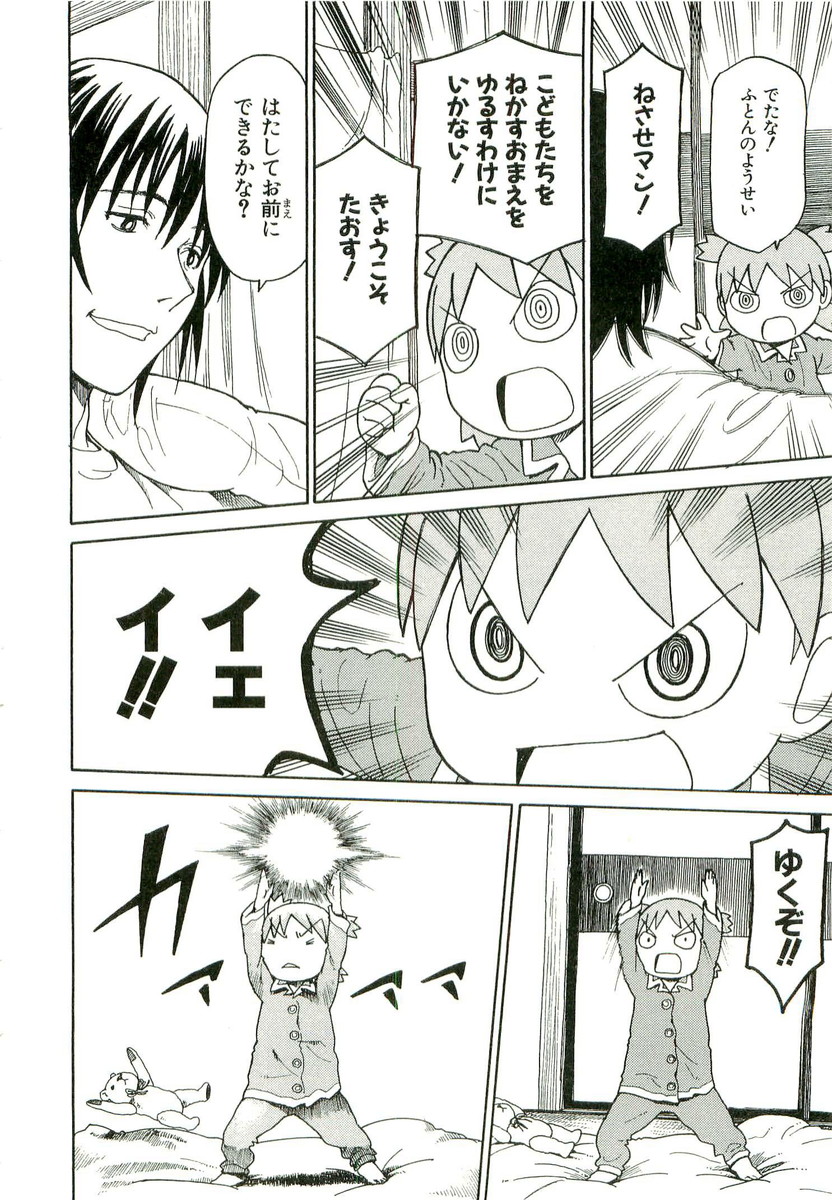 でたな！
ふとんのようせい
ねさせマン！
こどもたちを
ねかすおまえを
ゆるすわけに
いかない！
きょうこそ
たおす！
はたしてお前に
まえ
できるかな？
イエ
イ!!
ゆくぞ!!
カァァァ